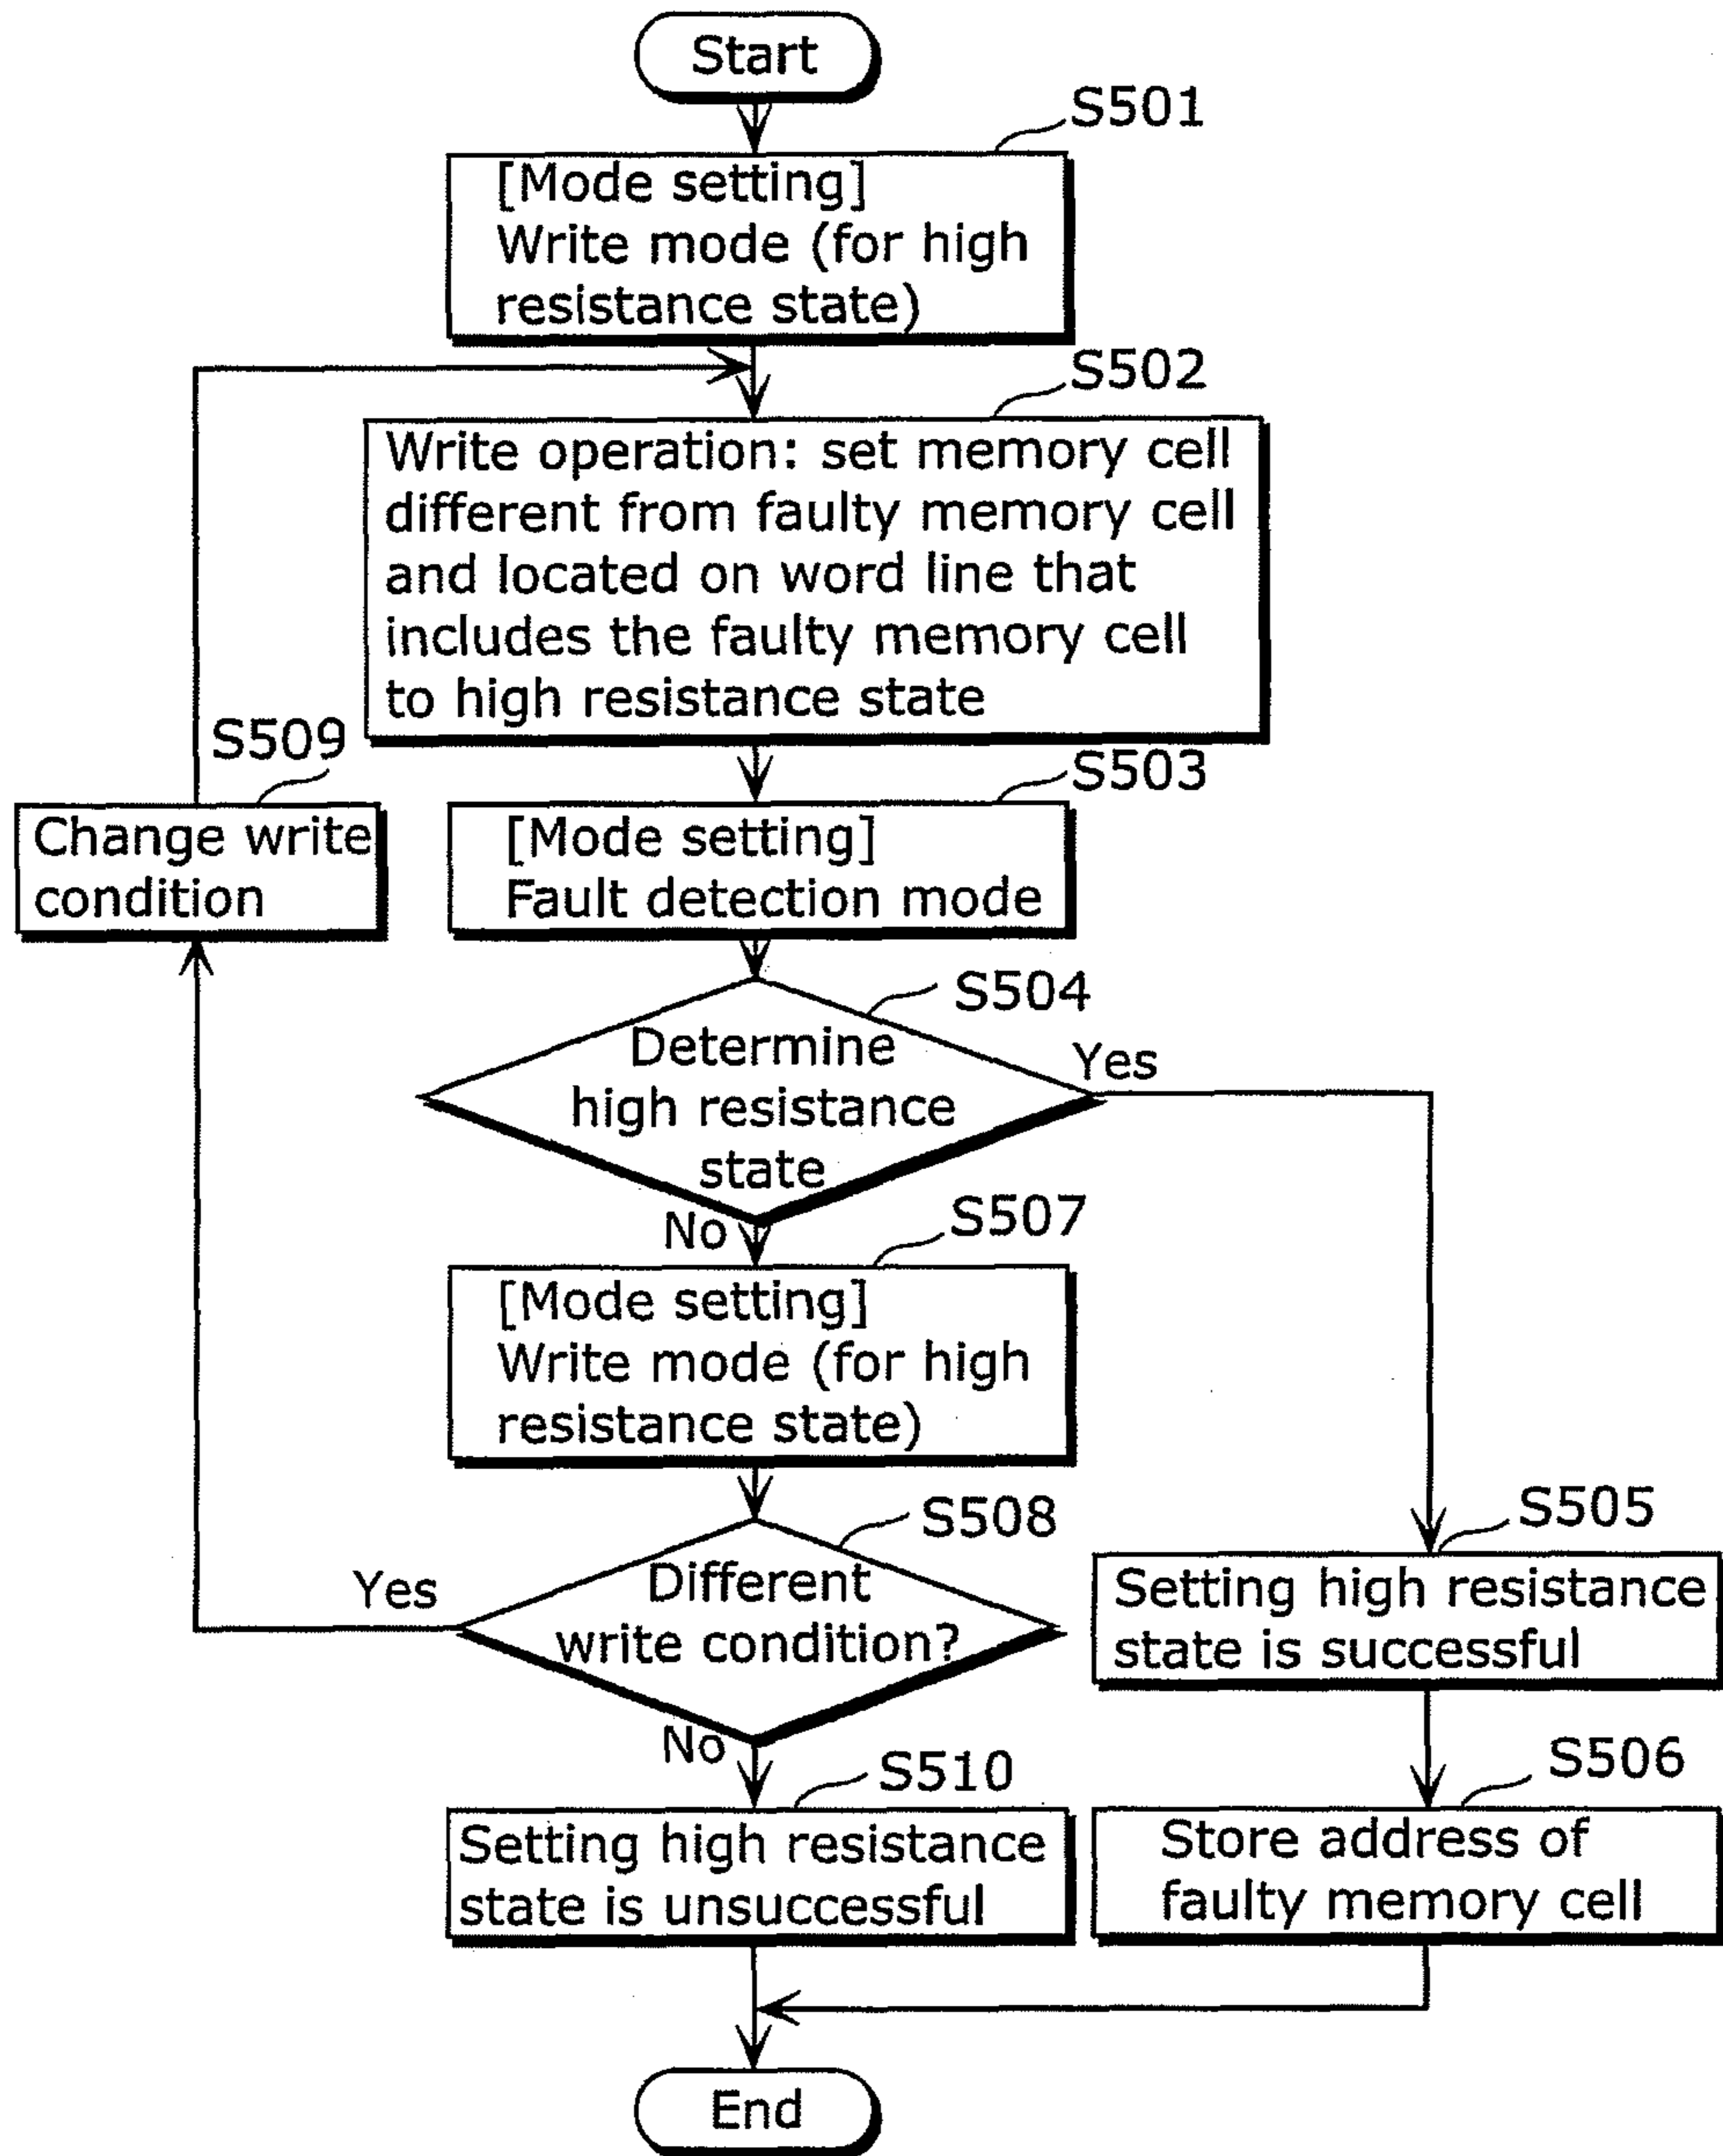 Start
S501
[Mode setting]
Write mode (for high
resistance state)
S502
Write operation: set memory cell
different from faulty memory cell
and located on word line that
includes the faulty memory cell
to high resistance state
S509
Change write
condition
S503
[Mode setting]
Fault detection mode
S504
Determine
high resistance
state
Yes
No
S507
[Mode setting]
Write mode (for high
resistance state)
S508
Different
write condition?
Yes
No
S505
Setting high resistance
state is successful
S510
Setting high resistance
state is unsuccessful
S506
Store address of
faulty memory cell
End